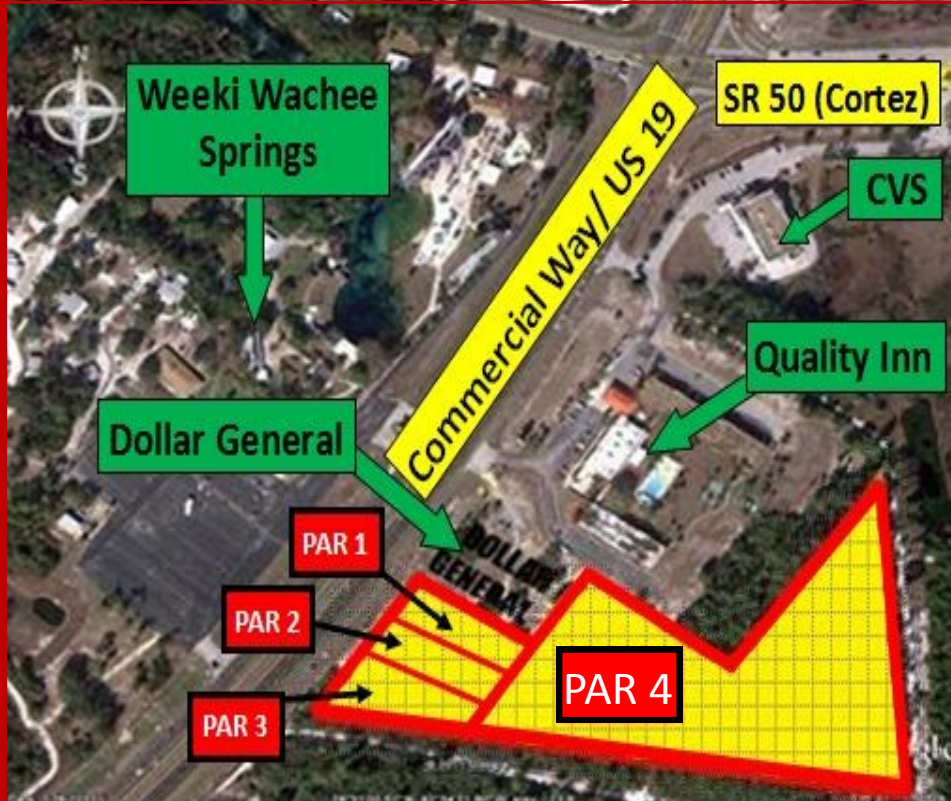 N
Weeki Wachee
Springs
S
SR 50 (Cortez)
Commercial Way/ US 19
CVS
Quality Inn
Dollar General
DOLLAR
GENERAL
PAR 1
PAR 2
PAR 3
PAR 4